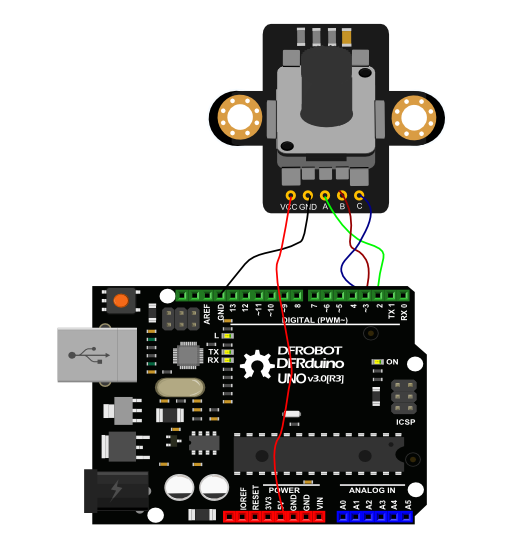 VCC GND A B C
AREF
GND
13
12
~11
~10
~9
8
7
~6
~5
4
~3
2
TX 1
RX 0
DIGITAL (PWM~)
L
TX
RX
DFROBOT
DFRduino
UNO v3.0[R3]
ON
ICSP
POWER
ANALOG IN
IOREF
RESET
3V3
5V
GND
GND
VIN
A0
A1
A2
A3
A4
A5